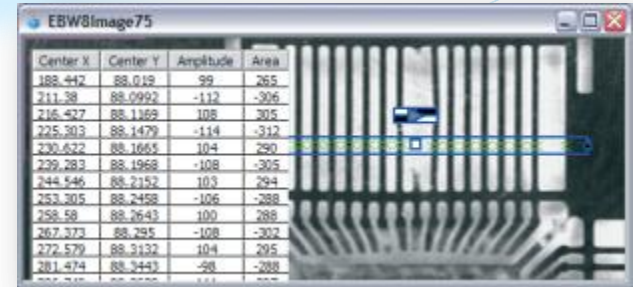 EBW8Image75
Center X Center Y Amplitude Area
188.442 88.019 99 265
211.38 88.0992 -112 -306
216.427 88.1169 108 305
225.303 88.1479 -114 -312
230.622 88.1665 104 290
239.283 88.1968 -108 -305
244.546 88.2152 103 294
253.305 88.2458 -106 -288
258.58 88.2643 100 288
267.373 88.295 -108 -302
272.579 88.3132 104 295
281.474 88.3443 -98 -288